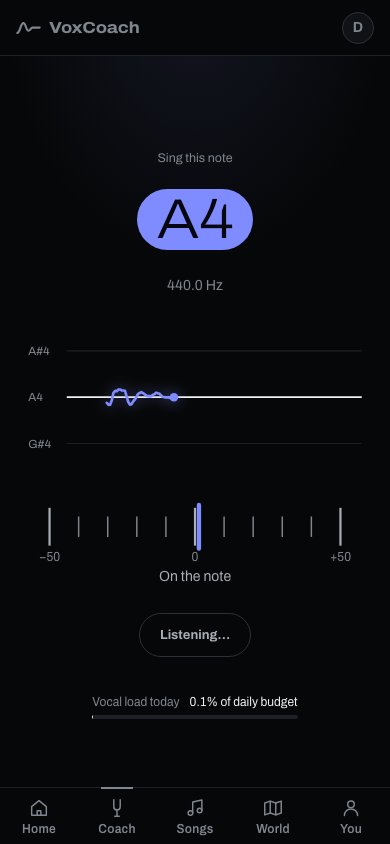 VoxCoach
D
Sing this note
A4
440.0 Hz
A#4
A4
G#4
−50
0
+50
On the note
Listening...
Vocal load today 0.1% of daily budget
Home Coach Songs World You